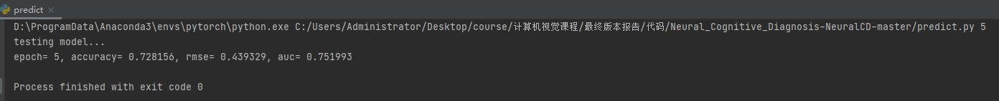 predict ×
D:\ProgramData\Anaconda3\envs\pytorch\python.exe C:/Users/Administrator/Desktop/course/计算机视觉课程/最终版本报告/代码/Neural_Cognitive_Diagnosis-NeuralCD-master/predict.py 5
testing model...
epoch= 5, accuracy= 0.728156, rmse= 0.439329, auc= 0.751993
Process finished with exit code 0